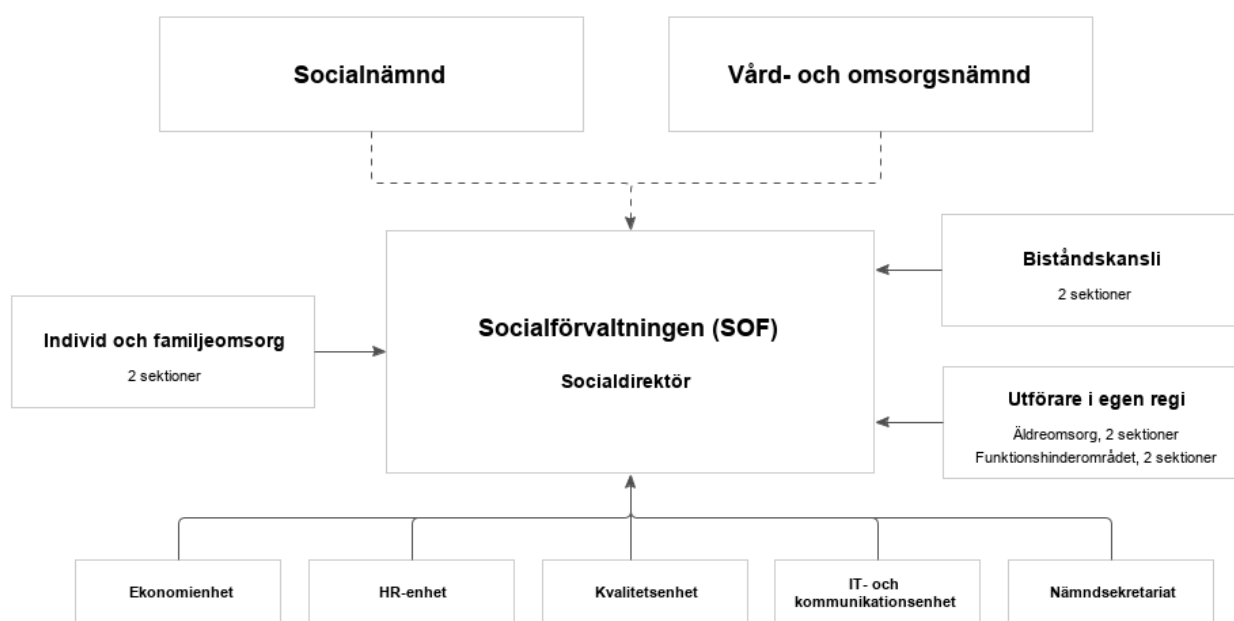 Socialnämnd
Vård- och omsorgsnämnd
Biståndskansli
2 sektioner
Individ och familjeomsorg
2 sektioner
Socialförvaltningen (SOF)
Socialdirektör
Utförare i egen regi
Äldreomsorg, 2 sektioner
Funktionshinderområdet, 2 sektioner
Ekonomienhet
HR-enhet
Kvalitetsenhet
IT- och
kommunikationsenhet
Nämndsekretariat